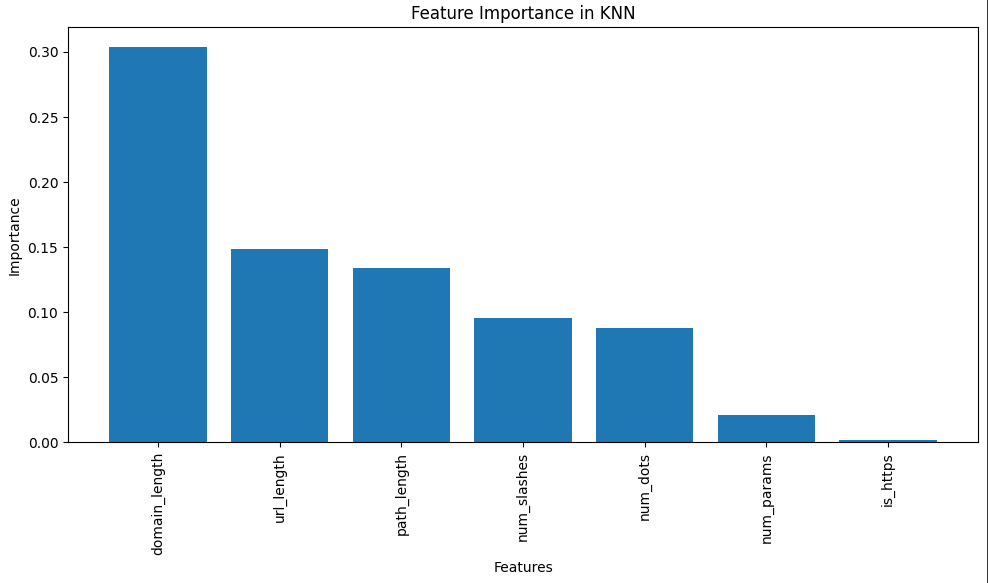 Feature Importance in KNN
Importance
0.30
0.25
0.20
0.15
0.10
0.05
0.00
domain_length
url_length
path_length
num_slashes
num_dots
num_params
is_https
Features